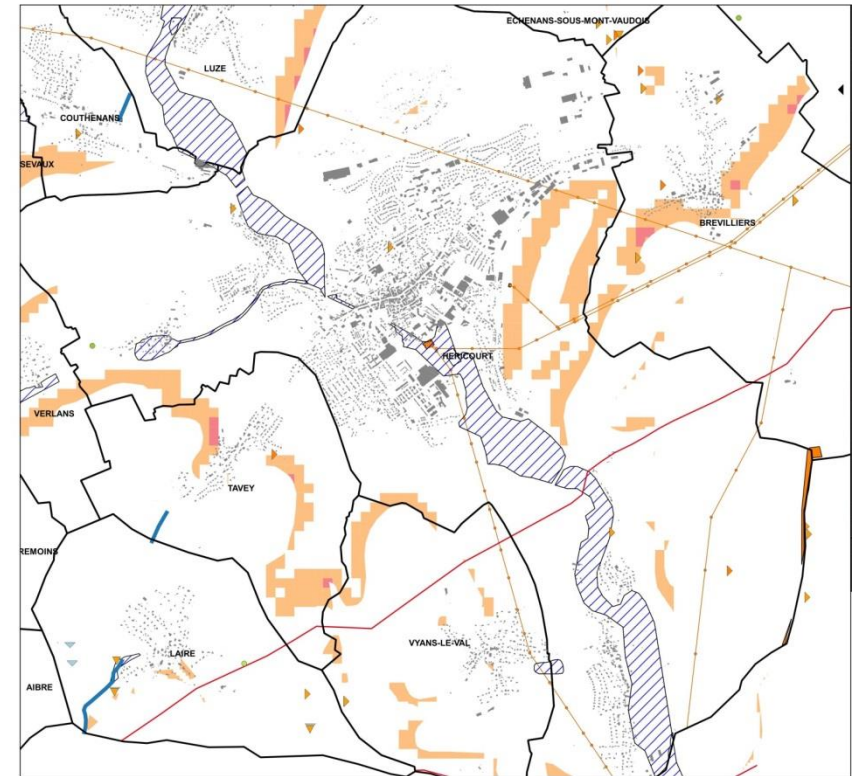 ECHENANS-SOUS-MONT-VAUDOIS
LUZE
COUTHENANS
SEVAUX
BREVILLIERS
HERICOURT
VERLANS
TAVEY
REMOINS
LAIRE
VYANS-LE-VAL
AIBRE